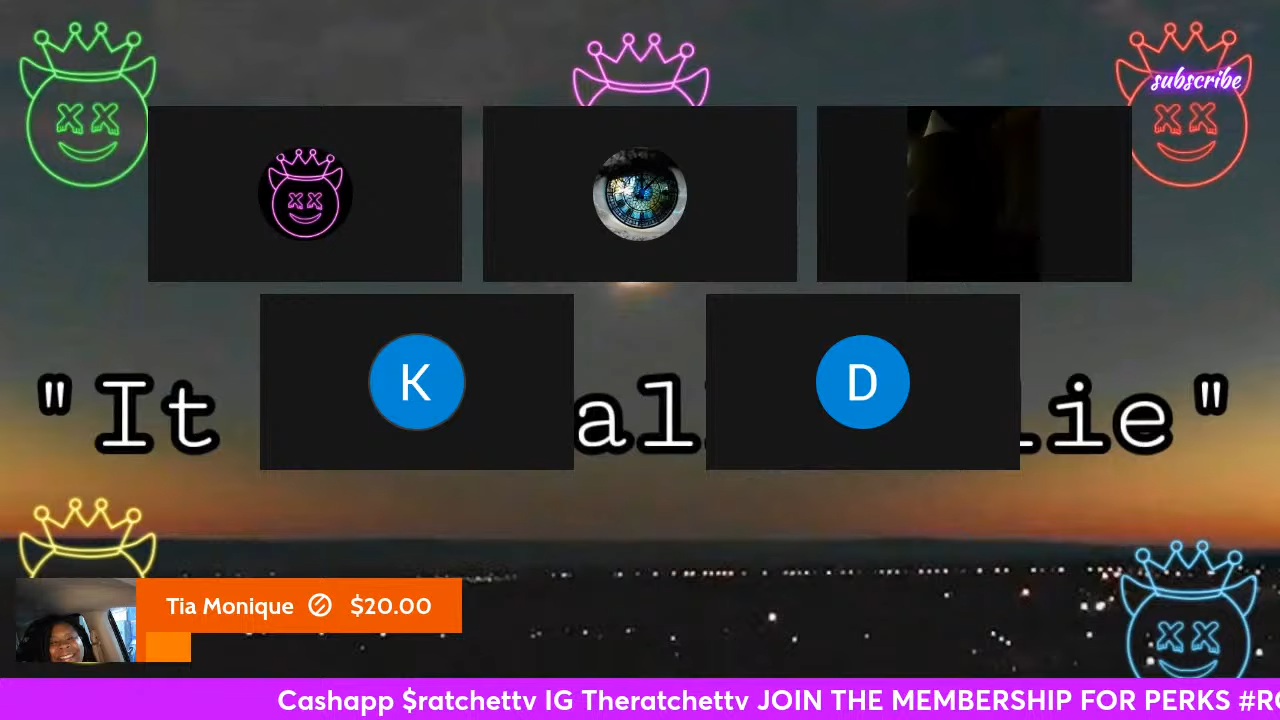 subscribe
K
D
"It al ie"
Tia Monique $20.00
Cashapp $ratchettv IG Theratchettv JOIN THE MEMBERSHIP FOR PERKS